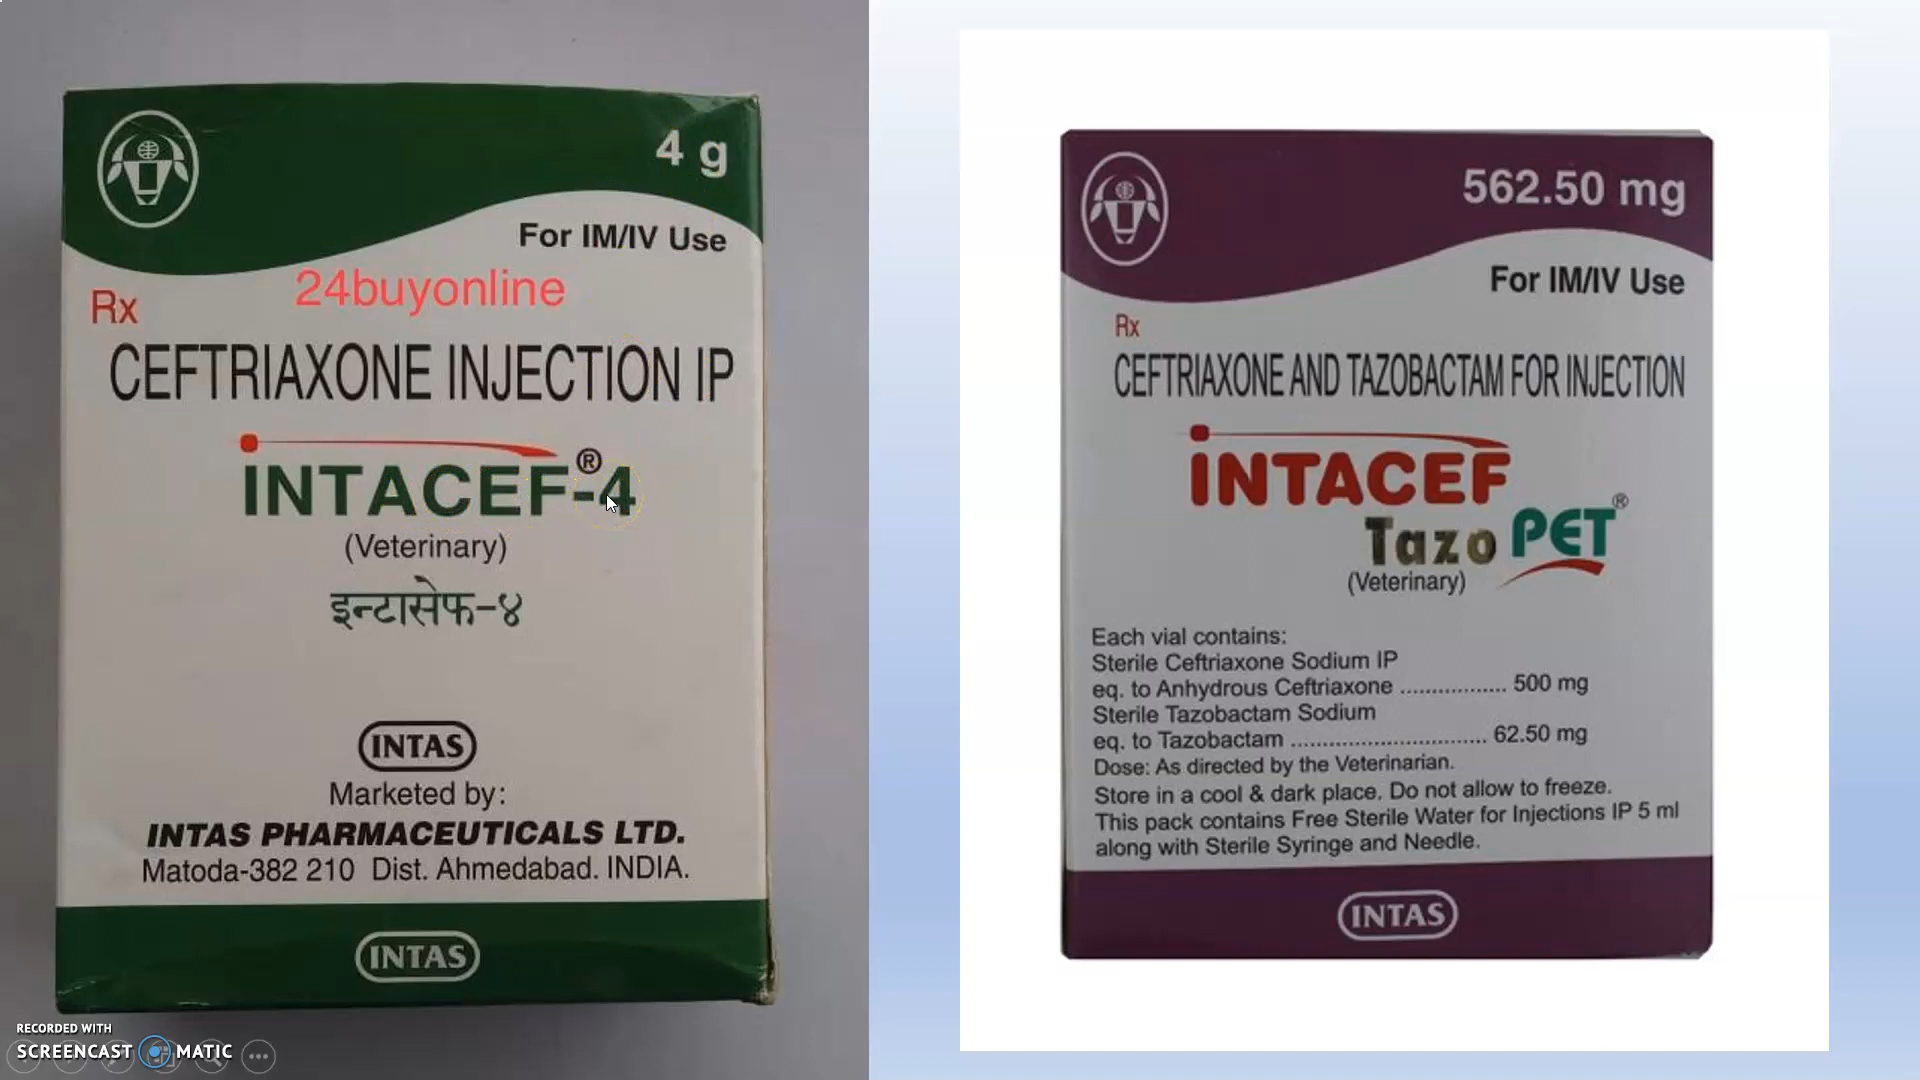 4 g
For IM/IV Use
24buyonline
Rx
CEFTRIAXONE INJECTION IP
INTACEF®-4
(Veterinary)
इन्टासेफ-४
INTAS
Marketed by:
INTAS PHARMACEUTICALS LTD.
Matoda-382 210 Dist. Ahmedabad. INDIA.
INTAS
RECORDED WITH
SCREENCAST MATIC
562.50 mg
For IM/IV Use
Rx
CEFTRIAXONE AND TAZOBACTAM FOR INJECTION
INTACEF
Tazo PET®
(Veterinary)
Each vial contains:
Sterile Ceftriaxone Sodium IP
eq. to Anhydrous Ceftriaxone ................. 500 mg
Sterile Tazobactam Sodium
eq. to Tazobactam ............................... 62.50 mg
Dose: As directed by the Veterinarian.
Store in a cool & dark place. Do not allow to freeze.
This pack contains Free Sterile Water for Injections IP 5 ml
along with Sterile Syringe and Needle.
INTAS